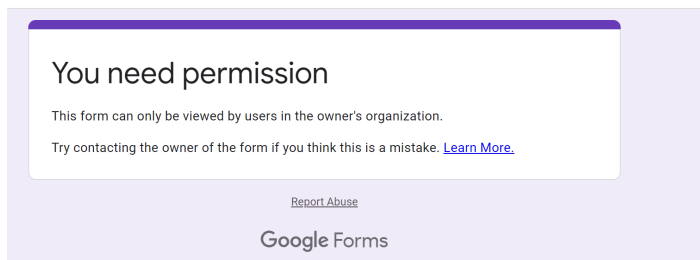 You need permission
This form can only be viewed by users in the owner's organization.
Try contacting the owner of the form if you think this is a mistake. Learn More.
Report Abuse
Google Forms